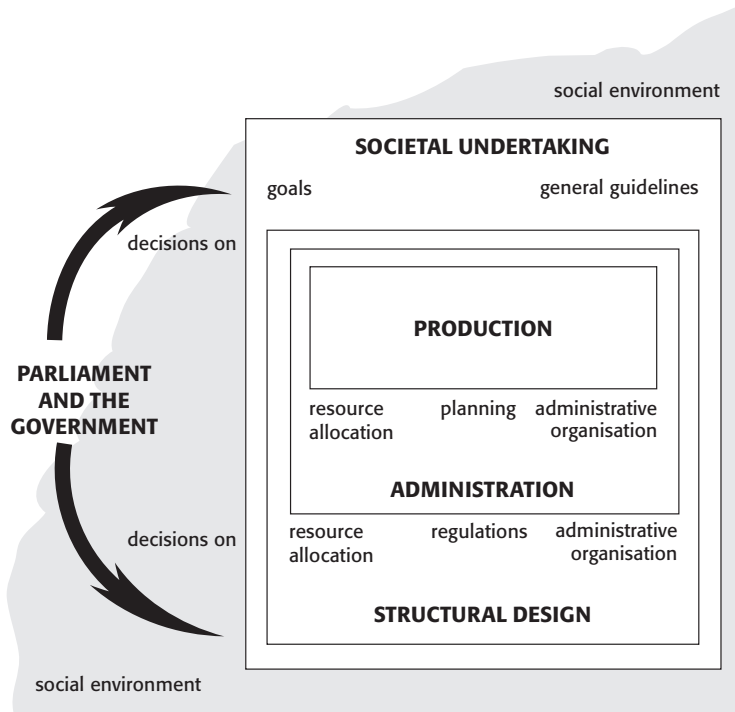 social environment
SOCIETAL UNDERTAKING
goals
general guidelines
decisions on
PRODUCTION
PARLIAMENT
AND THE
GOVERNMENT
resource
allocation
planning
administrative
organisation
ADMINISTRATION
decisions on
resource
allocation
regulations
administrative
organisation
STRUCTURAL DESIGN
social environment